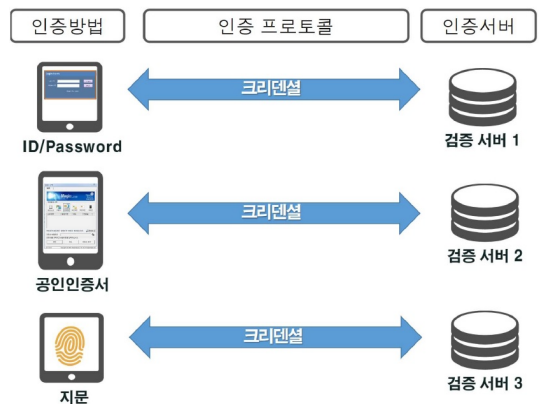 인증방법
인증 프로토콜
인증서버
크리덴셜
ID/Password
검증 서버 1
크리덴셜
공인인증서
검증 서버 2
크리덴셜
지문
검증 서버 3